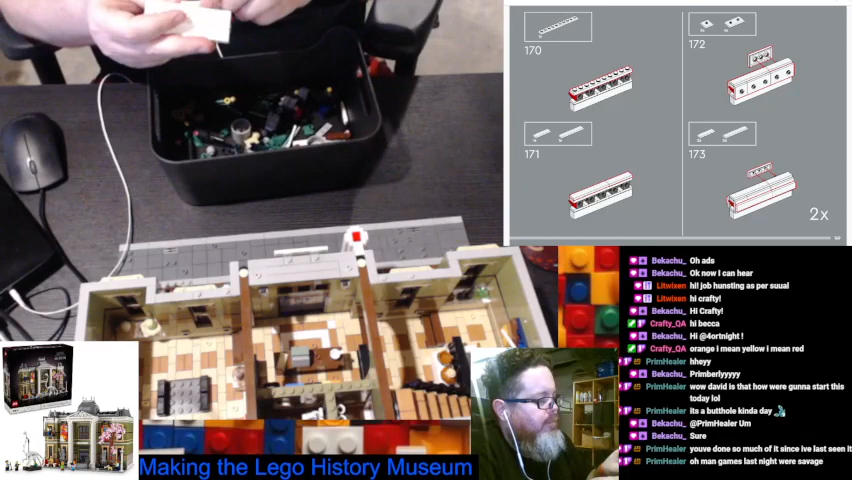 170
172
171
173
2x
Bekachu_ Oh ads
Bekachu_ Ok now I can hear
Litwixen hi! job hunsting as per suual
Litwixen hi crafty!
Bekachu_ Hi Crafty!
Crafty_QA hi becca
Bekachu_ Hi @4ortnight !
Crafty_QA orange i mean yellow i mean red
PrimHealer hheyy
Bekachu_ Primberlyyyyy
PrimHealer wow david is that how were gunna start this
today lol
PrimHealer its a butthole kinda day
Bekachu_ @PrimHealer Um
Bekachu_ Sure
PrimHealer youve done so much of it since ive last seen it
PrimHealer oh man games last night were savage
Making the Lego History Museum